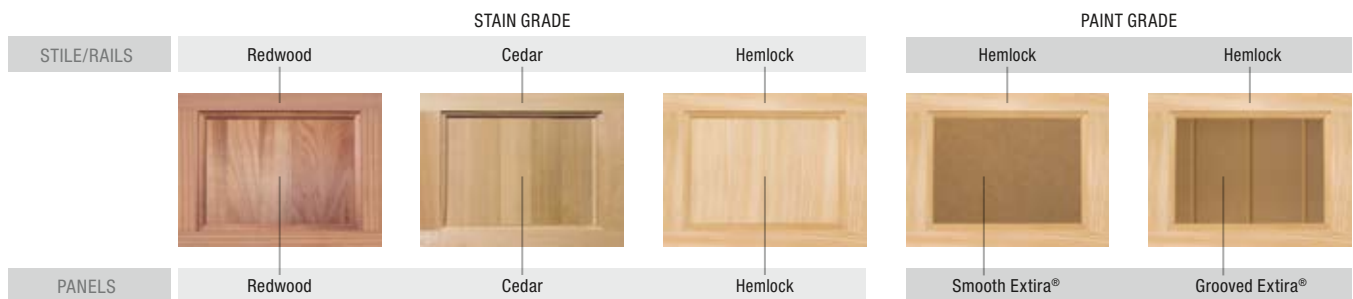 STAIN GRADE PAINT GRADE
STILE/RAILS Redwood Cedar Hemlock Hemlock Hemlock
PANELS Redwood Cedar Hemlock Smooth Extira® Grooved Extira®